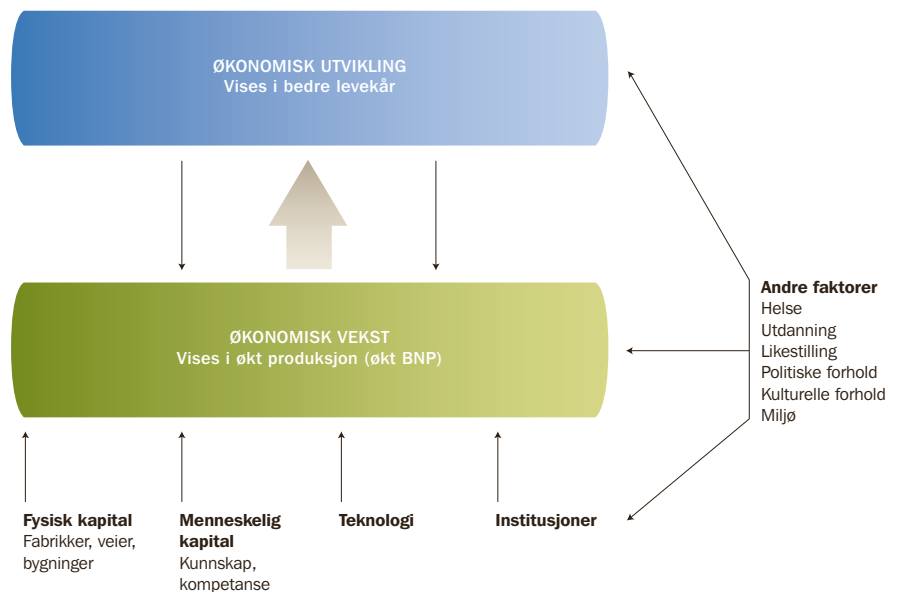 ØKONOMISK UTVIKLING
Vises i bedre levekår
ØKONOMISK VEKST
Vises i økt produksjon (økt BNP)
Andre faktorer
Helse
Utdanning
Likestilling
Politiske forhold
Kulturelle forhold
Miljø
Fysisk kapital
Fabrikker, veier,
bygninger
Menneskelig
kapital
Kunnskap,
kompetanse
Teknologi
Institusjoner